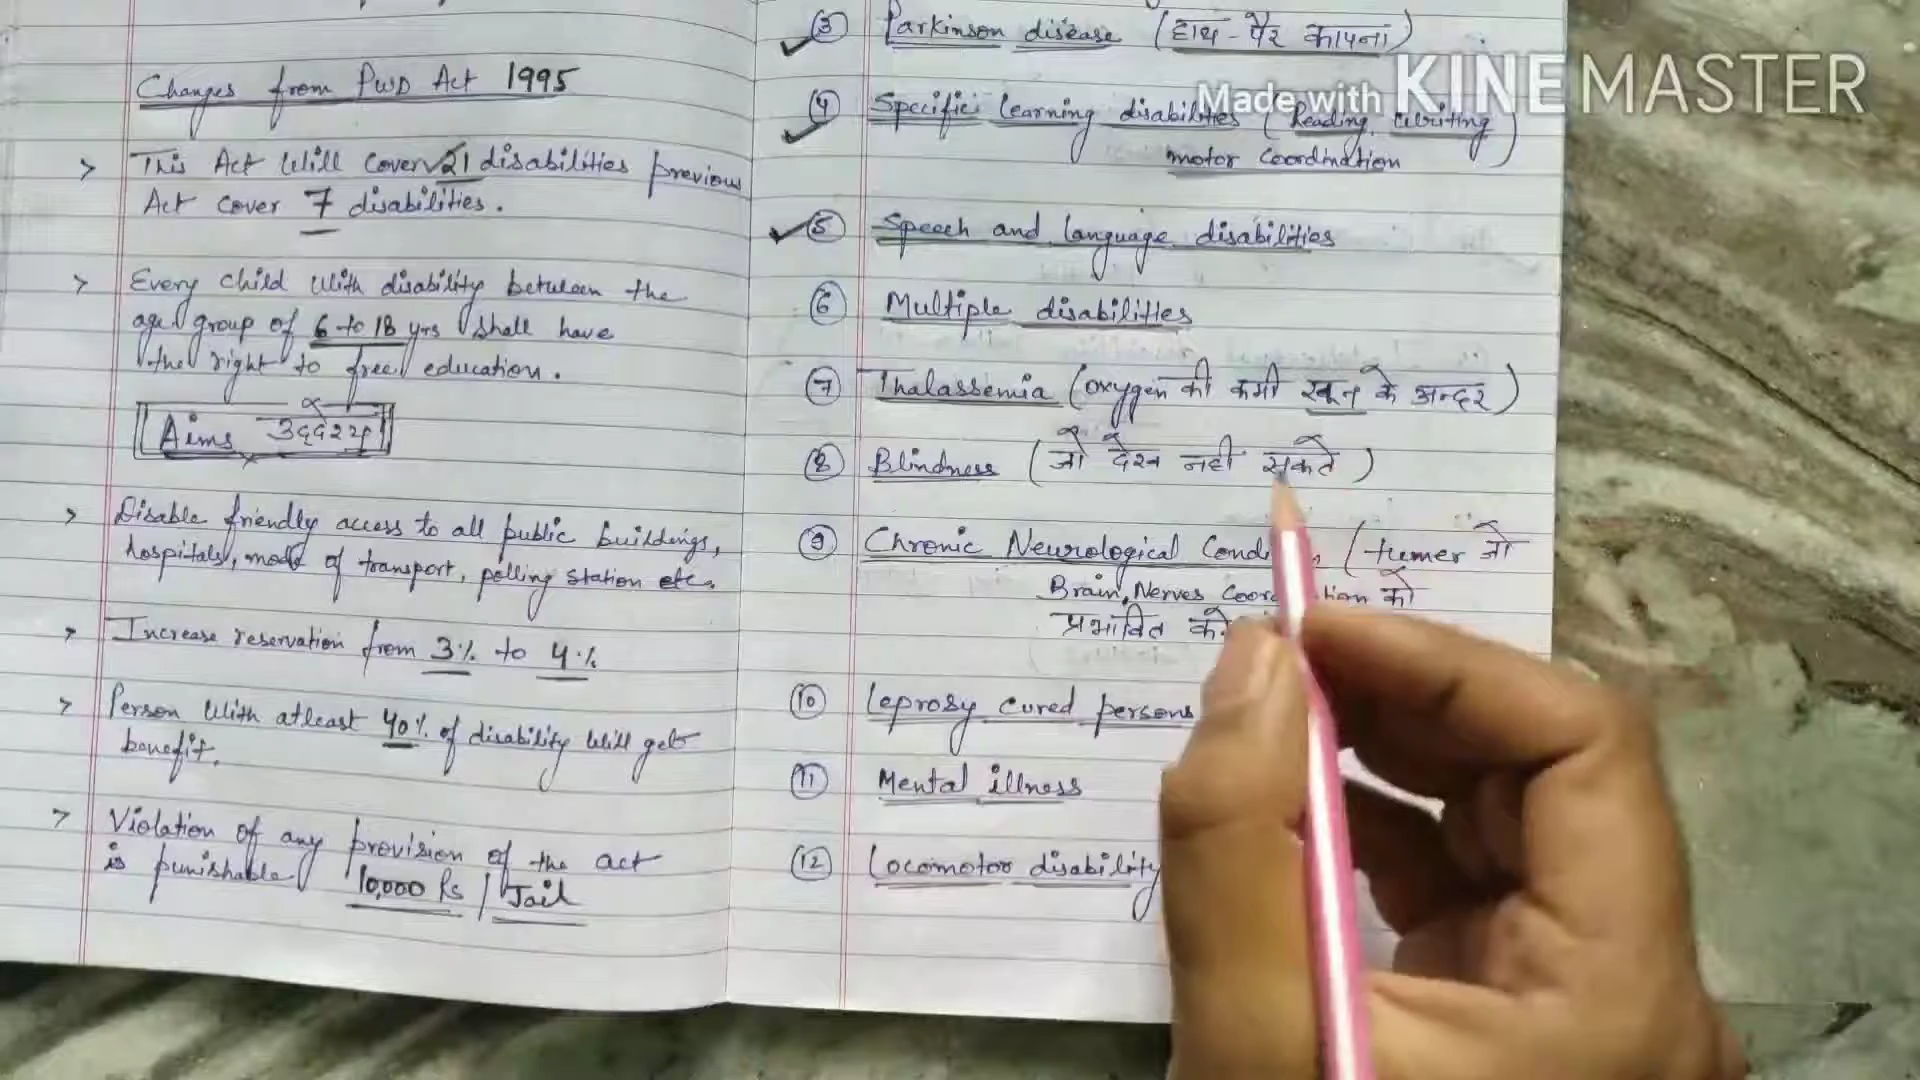 Changes from PWD Act 1995
> This Act Will Cover 21 disabilities previous
Act cover 7 disabilities.
> Every child With disability between the
age group of 6 to 18 yrs shall have
the right to free education.
Aims उद्देश्य
> Disable friendly access to all public buildings,
hospitals, mode of transport, polling station etc.
> Increase reservation from 3% to 4%
> Person With atleast 40% of disability will get
benefit.
> Violation of any provision of the act
is punishable 10,000 Rs / Jail
③ Parkinson disease (हाथ-पैर कापना)
④ Specific learning disabilities (Reading, Writing
motor coordination)
⑤ Speech and language disabilities
⑥ Multiple disabilities
⑦ Thalassemia (oxygen की कमी खून के अन्दर)
⑧ Blindness (जो देख नही सकते)
⑨ Chronic Neurological (tumer जो
Brain, Nerves को
प्रभावित
⑩ Leprosy cured persons
⑪ Mental illness
⑫ Locomotor disability
Made with KINEMASTER